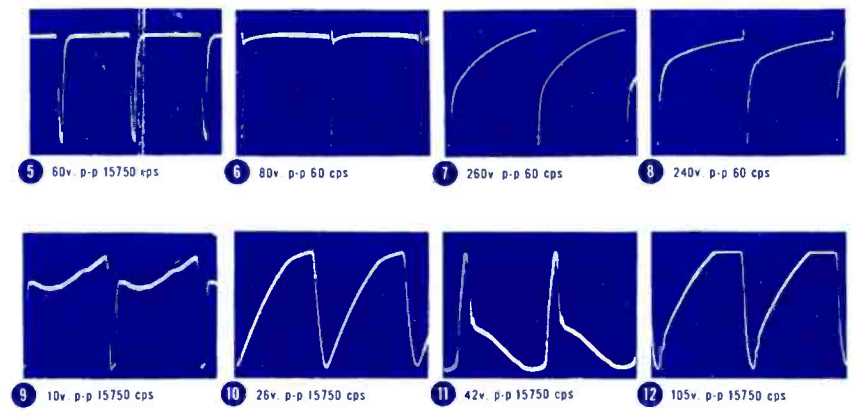 5 60v. p-p 15750 cps
6 80v. p-p 60 cps
7 260v p-p 60 cps
8 240v. p-p 60 cps
9 10v. p-p 15750 cps
10 26v. p-p 15750 cps
11 42v. p-p 15750 cps
12 105v. p-p 15750 cps